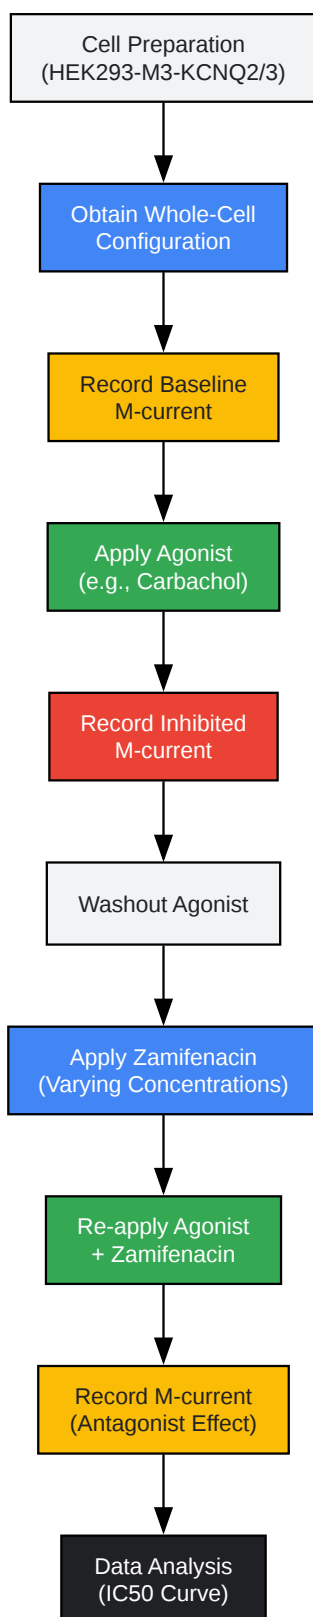 Cell Preparation
(HEK293-M3-KCNQ2/3)
Obtain Whole-Cell
Configuration
Record Baseline
M-current
Apply Agonist
(e.g., Carbachol)
Record Inhibited
M-current
Washout Agonist
Apply Zamifenacin
(Varying Concentrations)
Re-apply Agonist
+ Zamifenacin
Record M-current
(Antagonist Effect)
Data Analysis
(IC50 Curve)